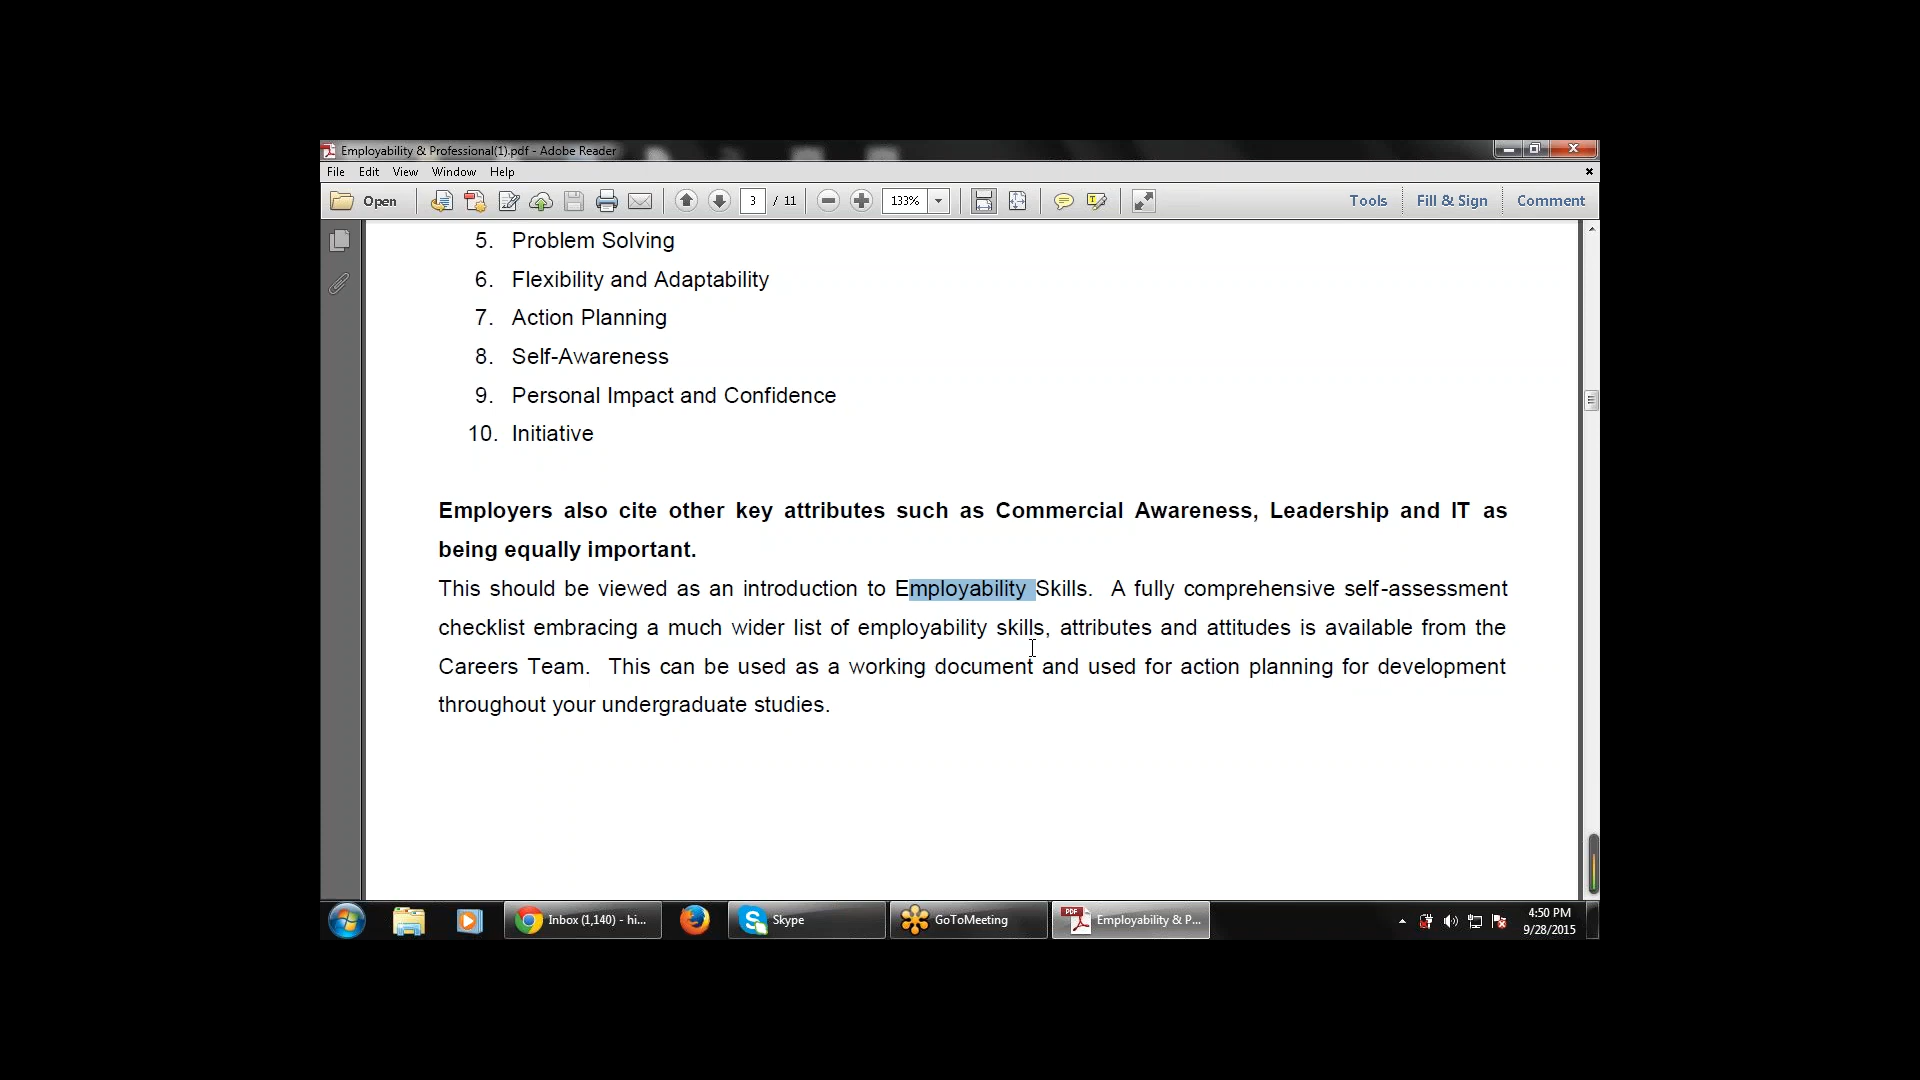 Employability & Professional(1).pdf - Adobe Reader
File Edit View Window Help
Open 3 / 11 133% Tools Fill & Sign Comment
5. Problem Solving
6. Flexibility and Adaptability
7. Action Planning
8. Self-Awareness
9. Personal Impact and Confidence
10. Initiative
Employers also cite other key attributes such as Commercial Awareness, Leadership and IT as
being equally important.
This should be viewed as an introduction to Employability Skills. A fully comprehensive self-assessment
checklist embracing a much wider list of employability skills, attributes and attitudes is available from the
Careers Team. This can be used as a working document and used for action planning for development
throughout your undergraduate studies.
Inbox (1,140) - hi... Skype GoToMeeting PDF Employability & P... 4:50 PM
9/28/2015